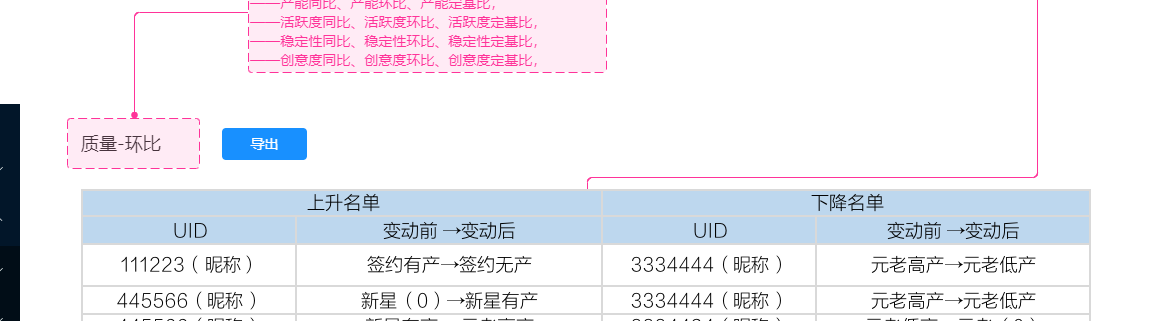 ——产能同比、产能环比、产能定基比，
——活跃度同比、活跃度环比、活跃度定基比，
——稳定性同比、稳定性环比、稳定性定基比，
——创意度同比、创意度环比、创意度定基比，
质量-环比
导出
上升名单 下降名单
UID 变动前 →变动后 UID 变动前 →变动后
111223（昵称） 签约有产→签约无产 3334444（昵称） 元老高产→元老低产
445566（昵称） 新星（0）→新星有产 3334444（昵称） 元老高产→元老低产